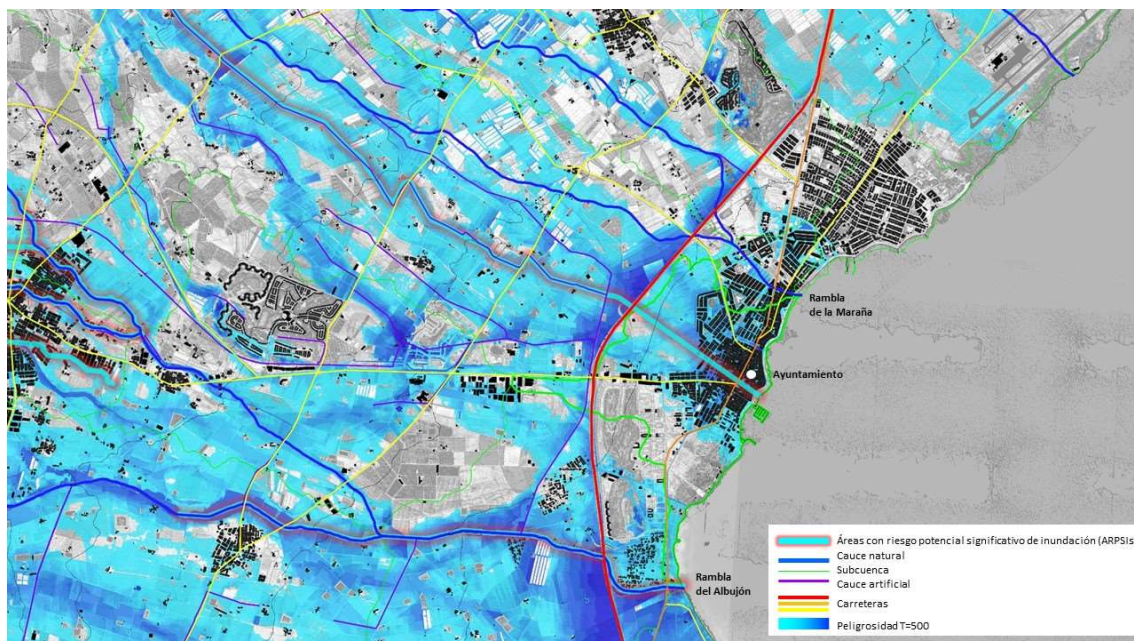 Rambla
de la Maraña
Ayuntamiento
Rambla
del Albujón
Áreas con riesgo potencial significativo de inundación (ARPSIs
Cauce natural
Subcuenca
Cauce artificial
Carreteras
Peligrosidad T=500